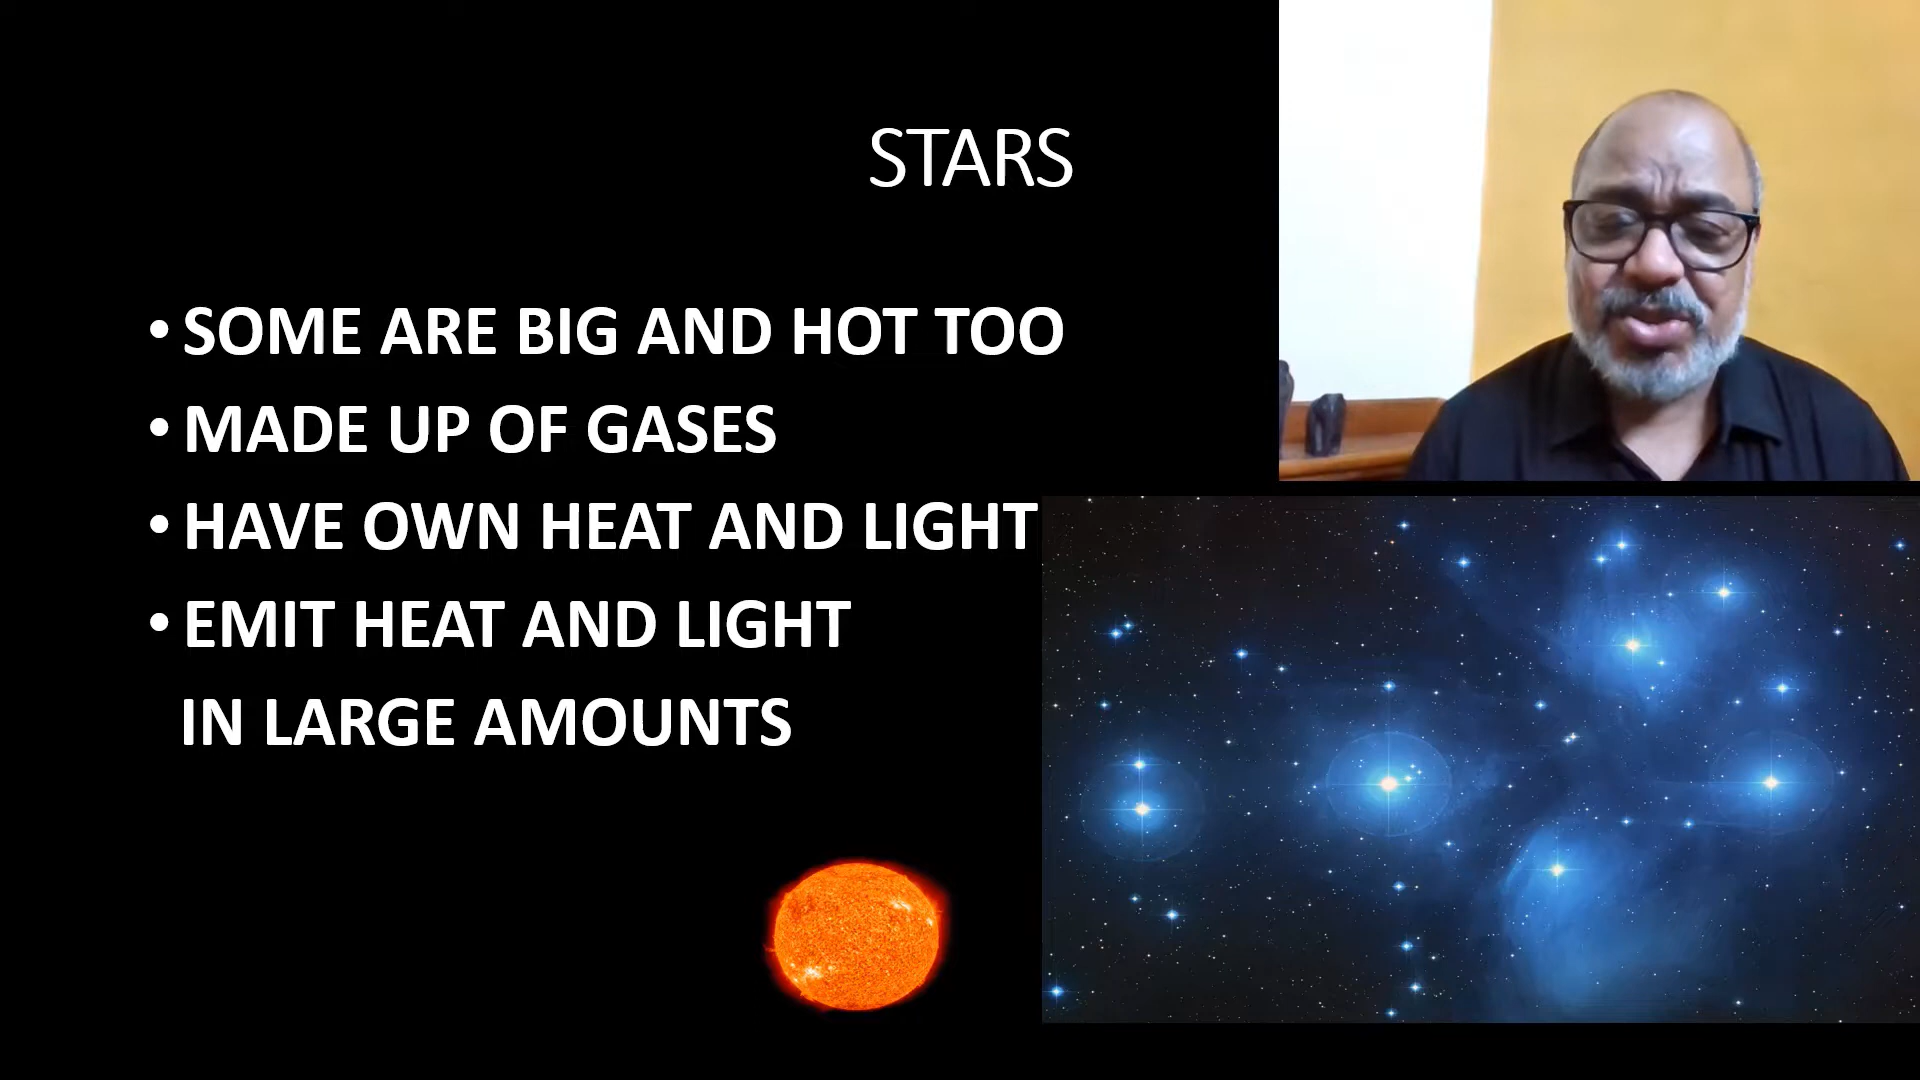 STARS
• SOME ARE BIG AND HOT TOO
• MADE UP OF GASES
• HAVE OWN HEAT AND LIGHT
• EMIT HEAT AND LIGHT
IN LARGE AMOUNTS